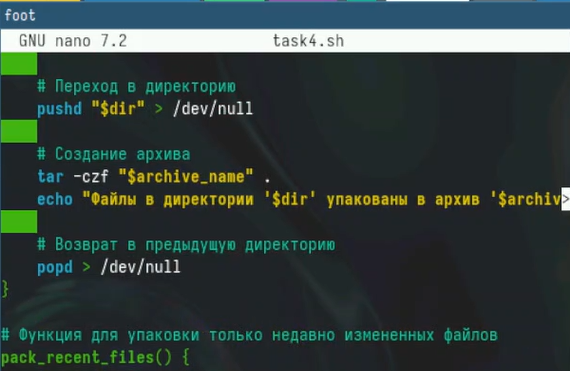 foot
GNU nano 7.2 task4.sh
# Переход в директорию
pushd "$dir" > /dev/null
# Создание архива
tar -czf "$archive_name" .
echo "Файлы в директории '$dir' упакованы в архив '$archiv>
# Возврат в предыдущую директорию
popd > /dev/null
}
# Функция для упаковки только недавно измененных файлов
pack_recent_files() {